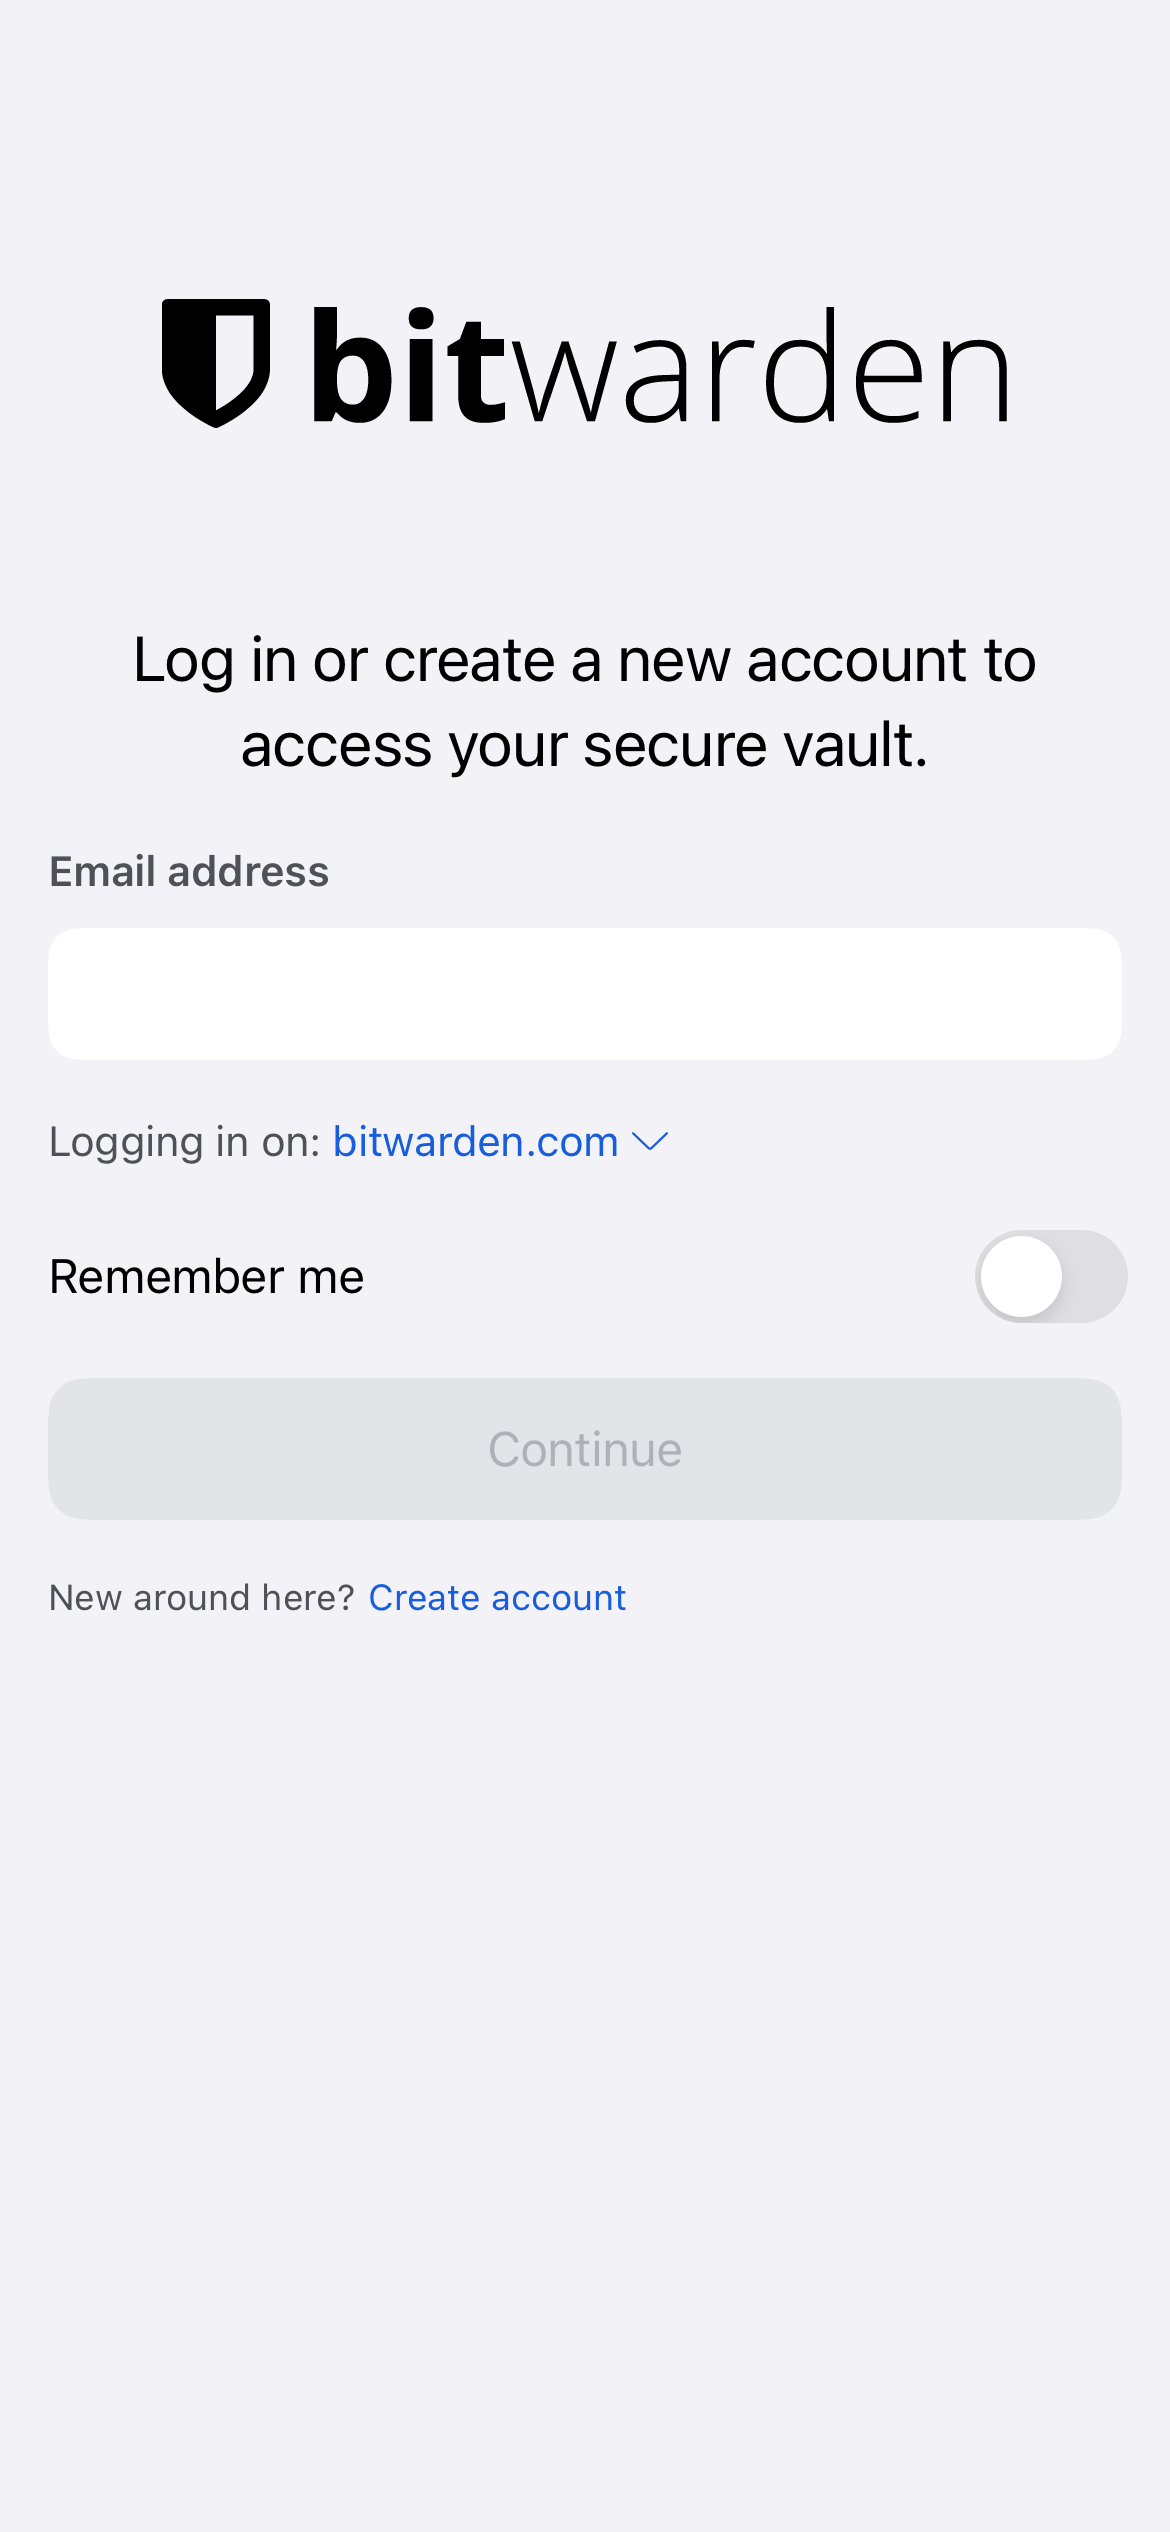 bitwarden
Log in or create a new account to
access your secure vault.
Email address
Logging in on: bitwarden.com
Remember me
Continue
New around here? Create account